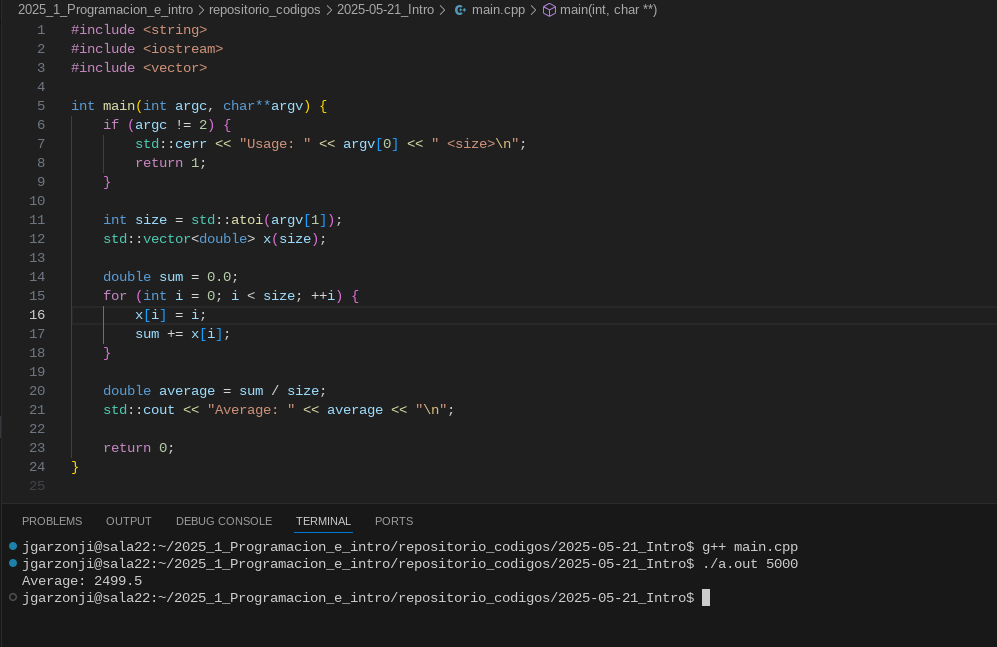 2025_1_Programacion_e_intro > repositorio_codigos > 2025-05-21_Intro > main.cpp > main(int, char **)
1 #include <string>
2 #include <iostream>
3 #include <vector>
4
5 int main(int argc, char**argv) {
6     if (argc != 2) {
7         std::cerr << "Usage: " << argv[0] << " <size>\n";
8         return 1;
9     }
10
11     int size = std::atoi(argv[1]);
12     std::vector<double> x(size);
13
14     double sum = 0.0;
15     for (int i = 0; i < size; ++i) {
16         x[i] = i;
17         sum += x[i];
18     }
19
20     double average = sum / size;
21     std::cout << "Average: " << average << "\n";
22
23     return 0;
24 }
25
PROBLEMS OUTPUT DEBUG CONSOLE TERMINAL PORTS
jgarzonji@sala22:~/2025_1_Programacion_e_intro/repositorio_codigos/2025-05-21_Intro$ g++ main.cpp
jgarzonji@sala22:~/2025_1_Programacion_e_intro/repositorio_codigos/2025-05-21_Intro$ ./a.out 5000
Average: 2499.5
jgarzonji@sala22:~/2025_1_Programacion_e_intro/repositorio_codigos/2025-05-21_Intro$